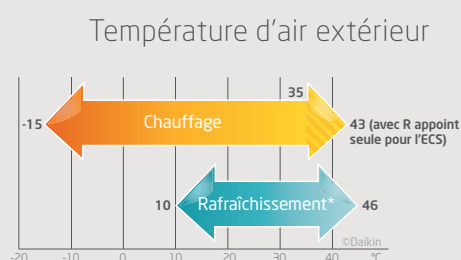 Température d'air extérieur
35
-15 Chauffage 43 (avec R appoint
seule pour l'ECS)
10 Rafraîchissement* 46
©Daikin
-20 -10 0 10 20 30 40 °C